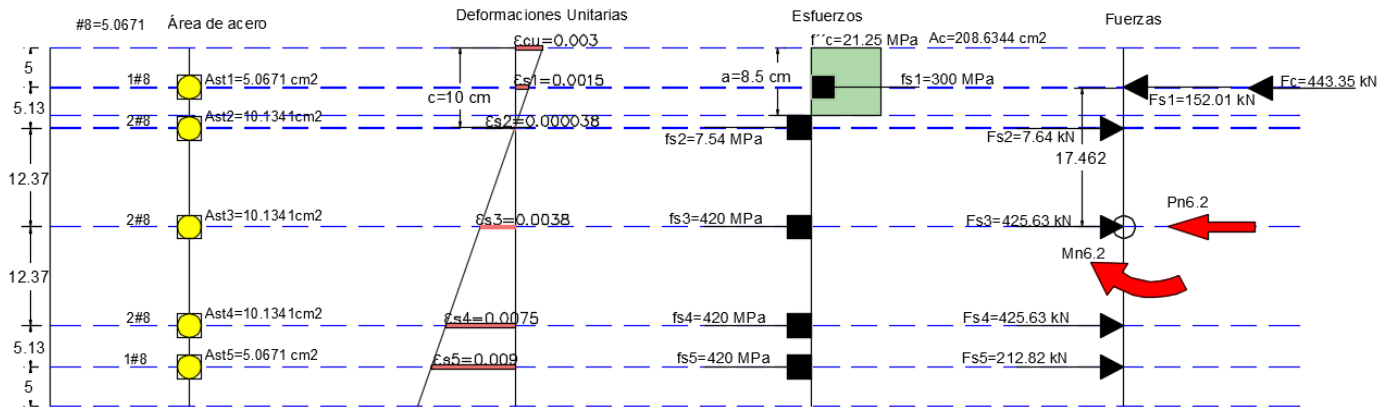 #8=5.0671
Área de acero
Deformaciones Unitarias
Esfuerzos
Fuerzas
εcu=0.003
f´´c=21.25 MPa
Ac=208.6344 cm2
5
1#8
Ast1=5.0671 cm2
c=10 cm
εs1=0.0015
a=8.5 cm
fs1=300 MPa
Fs1=152.01 kN
Fc=443.35 kN
5.13
2#8
Ast2=10.1341cm2
εs2=0.000038
fs2=7.54 MPa
Fs2=7.64 kN
17.462
12.37
2#8
Ast3=10.1341cm2
εs3=0.0038
fs3=420 MPa
Fs3=425.63 kN
Pn6.2
Mn6.2
12.37
2#8
Ast4=10.1341cm2
εs4=0.0075
fs4=420 MPa
Fs4=425.63 kN
5.13
1#8
Ast5=5.0671 cm2
εs5=0.009
fs5=420 MPa
Fs5=212.82 kN
5